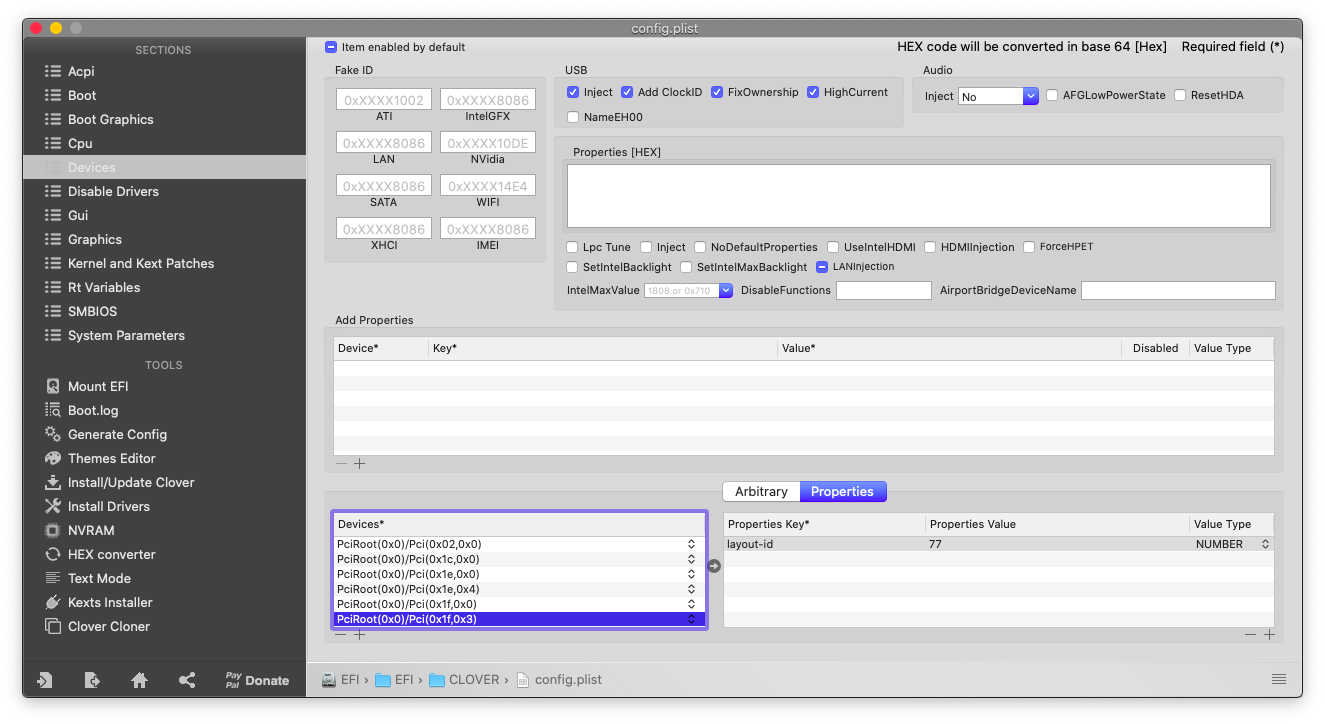 config.plist
SECTIONS
Acpi
Boot
Boot Graphics
Cpu
Devices
Disable Drivers
Gui
Graphics
Kernel and Kext Patches
Rt Variables
SMBIOS
System Parameters
TOOLS
Mount EFI
Boot.log
Generate Config
Themes Editor
Install/Update Clover
Install Drivers
NVRAM
HEX converter
Text Mode
Kexts Installer
Clover Cloner
Pay Pal Donate
Item enabled by default
HEX code will be converted in base 64 [Hex] Required field (*)
Fake ID
0xXXXX1002 0xXXXX8086
ATI IntelGFX
0xXXXX8086 0xXXXX10DE
LAN NVidia
0xXXXX8086 0xXXXX14E4
SATA WIFI
0xXXXX8086 0xXXXX8086
XHCI IMEI
USB
Inject Add ClockID FixOwnership HighCurrent
NameEH00
Audio
Inject No AFGLowPowerState ResetHDA
Properties [HEX]
Lpc Tune Inject NoDefaultProperties UseIntelHDMI HDMIInjection ForceHPET
SetIntelBacklight SetIntelMaxBacklight LANInjection
IntelMaxValue 1808 or 0x710 DisableFunctions AirportBridgeDeviceName
Add Properties
Device* Key* Value* Disabled Value Type
Arbitrary Properties
Devices*
PciRoot(0x0)/Pci(0x02,0x0)
PciRoot(0x0)/Pci(0x1c,0x0)
PciRoot(0x0)/Pci(0x1e,0x0)
PciRoot(0x0)/Pci(0x1e,0x4)
PciRoot(0x0)/Pci(0x1f,0x0)
PciRoot(0x0)/Pci(0x1f,0x3)
Properties Key* Properties Value Value Type
layout-id 77 NUMBER
EFI › EFI › CLOVER › config.plist